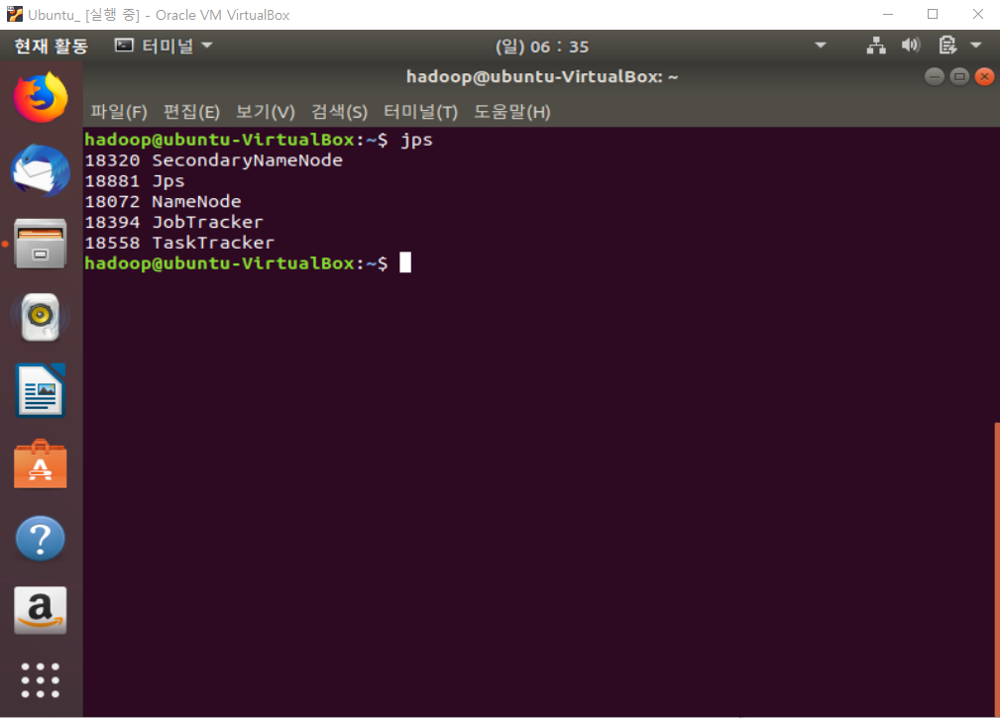 Ubuntu_ [실행 중] - Oracle VM VirtualBox
현재 활동 터미널 (일) 06 : 35
hadoop@ubuntu-VirtualBox: ~
파일(F) 편집(E) 보기(V) 검색(S) 터미널(T) 도움말(H)
hadoop@ubuntu-VirtualBox:~$ jps
18320 SecondaryNameNode
18881 Jps
18072 NameNode
18394 JobTracker
18558 TaskTracker
hadoop@ubuntu-VirtualBox:~$